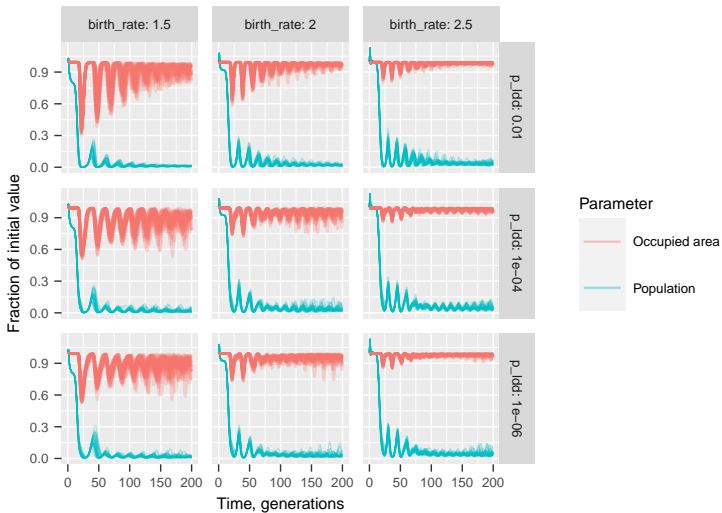 birth_rate: 1.5
birth_rate: 2
birth_rate: 2.5
0.9
0.6
0.3
0.0
p_ldd: 0.01
0.9
0.6
0.3
0.0
p_ldd: 1e−04
0.9
0.6
0.3
0.0
p_ldd: 1e−06
0 50 100 150 200
0 50 100 150 200
0 50 100 150 200
Time, generations
Fraction of initial value
Parameter
Occupied area
Population